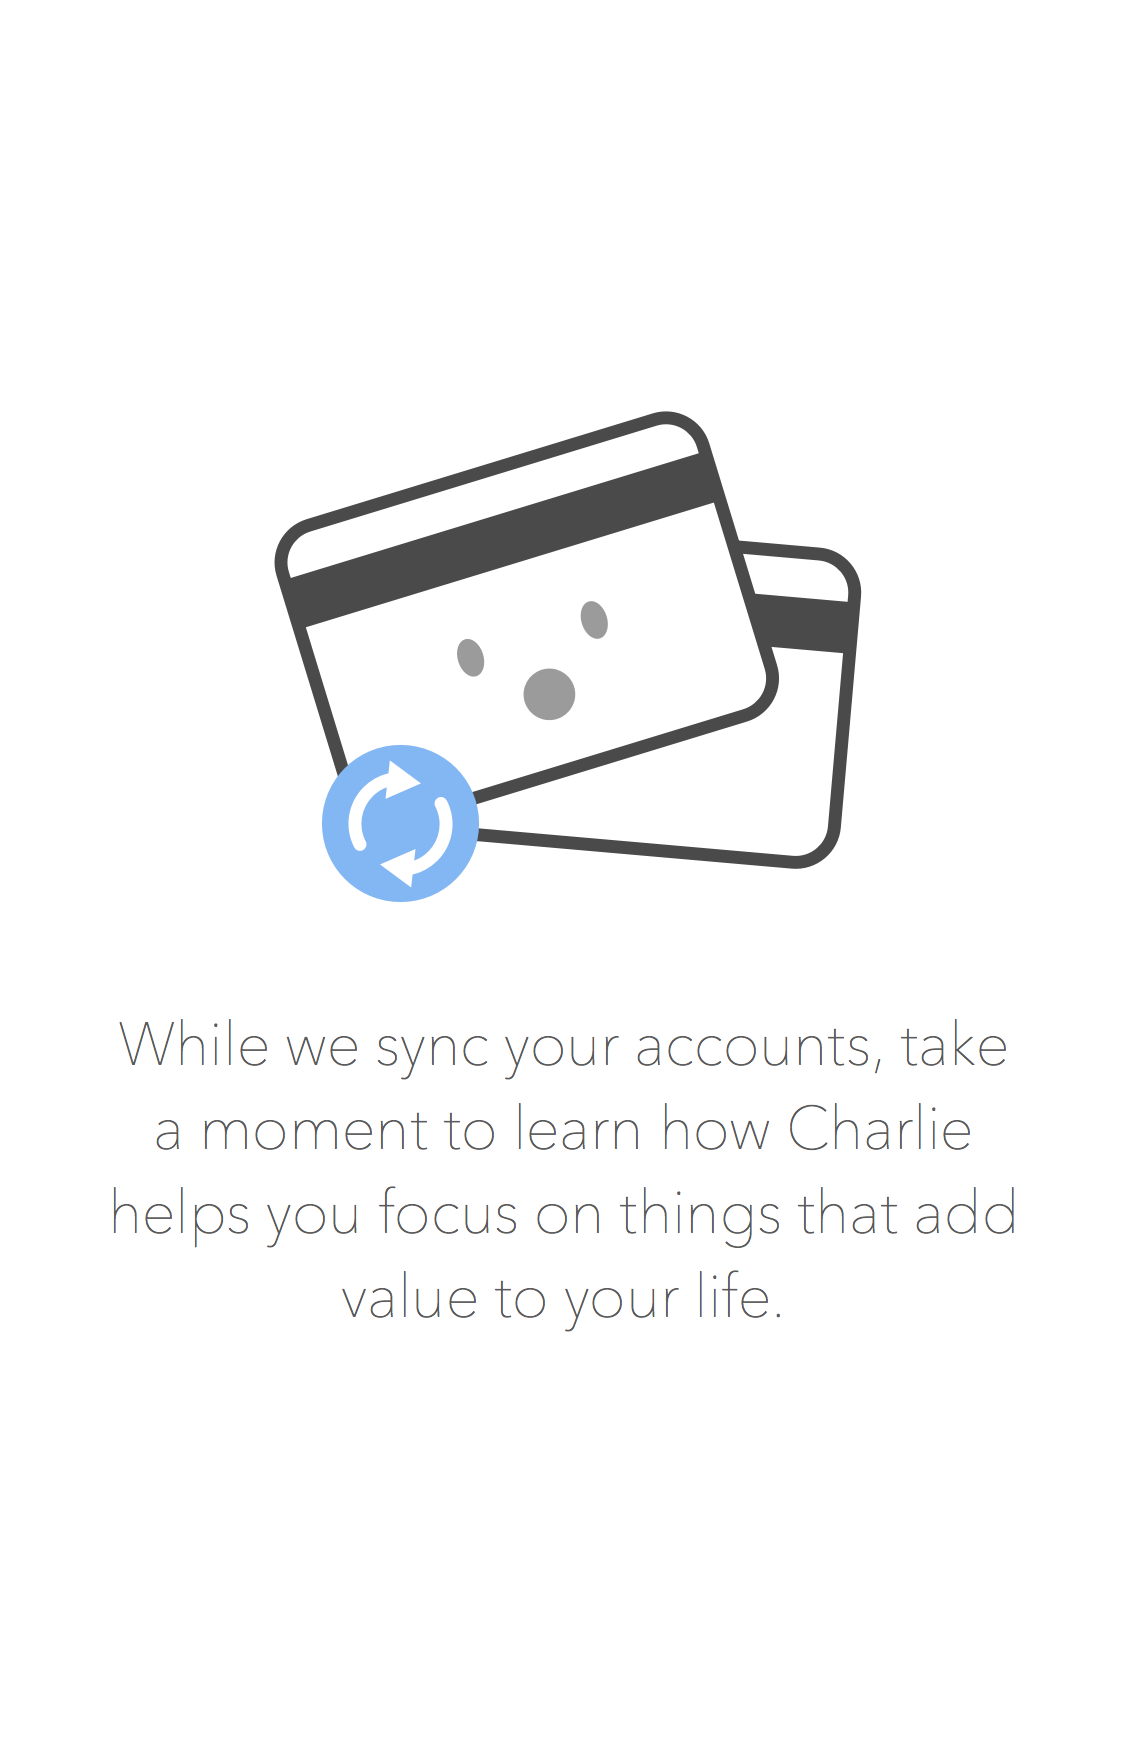 While we sync your accounts, take
a moment to learn how Charlie
helps you focus on things that add
value to your life.